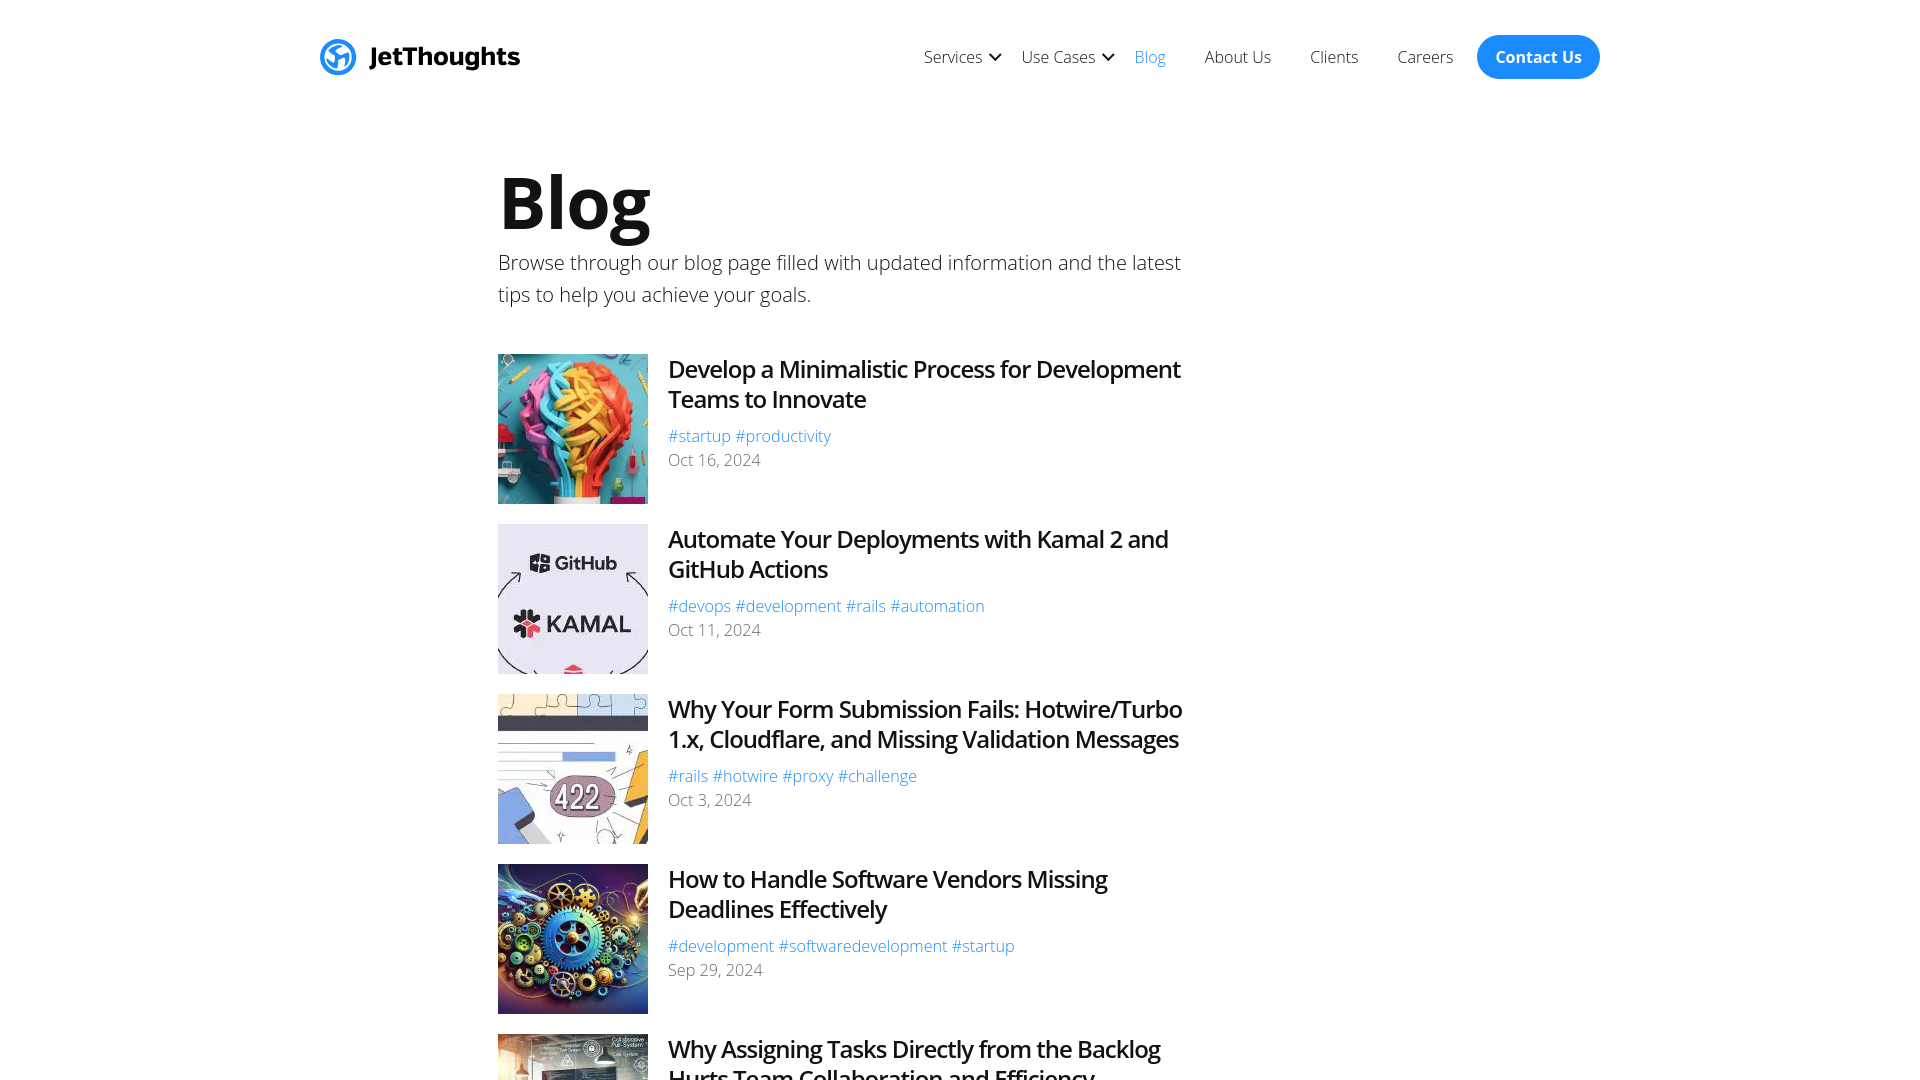 JetThoughts
Services Use Cases Blog About Us Clients Careers Contact Us
Blog
Browse through our blog page filled with updated information and the latest
tips to help you achieve your goals.
Develop a Minimalistic Process for Development
Teams to Innovate
#startup #productivity
Oct 16, 2024
GitHub
KAMAL
Automate Your Deployments with Kamal 2 and
GitHub Actions
#devops #development #rails #automation
Oct 11, 2024
422
Why Your Form Submission Fails: Hotwire/Turbo
1.x, Cloudflare, and Missing Validation Messages
#rails #hotwire #proxy #challenge
Oct 3, 2024
How to Handle Software Vendors Missing
Deadlines Effectively
#development #softwaredevelopment #startup
Sep 29, 2024
Why Assigning Tasks Directly from the Backlog
Hurts Team Collaboration and Efficiency